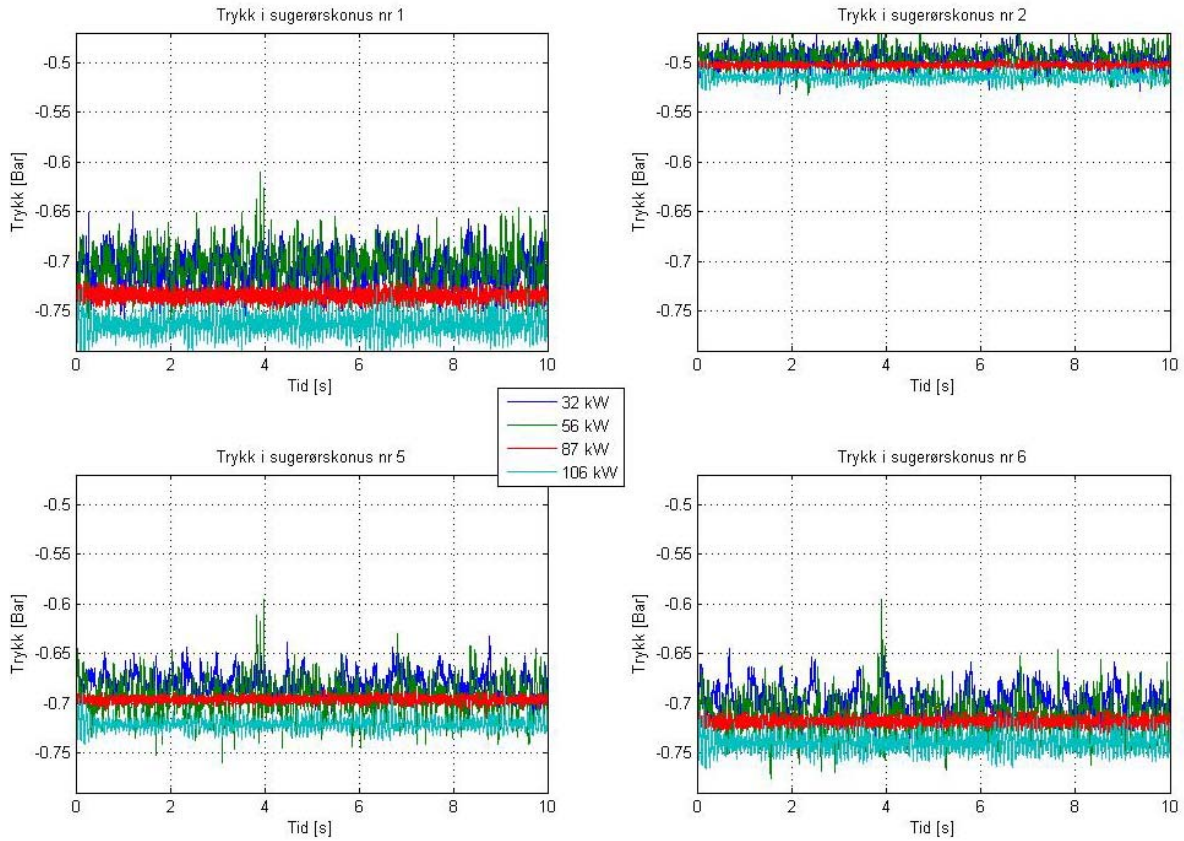 Trykk i sugerørskonus nr 1
Trykk [Bar]
-0.5
-0.55
-0.6
-0.65
-0.7
-0.75
0 2 4 6 8 10
Tid [s]
Trykk i sugerørskonus nr 2
Trykk [Bar]
-0.5
-0.55
-0.6
-0.65
-0.7
-0.75
0 2 4 6 8 10
Tid [s]
32 kW
56 kW
87 kW
106 kW
Trykk i sugerørskonus nr 5
Trykk [Bar]
-0.5
-0.55
-0.6
-0.65
-0.7
-0.75
0 2 4 6 8 10
Tid [s]
Trykk i sugerørskonus nr 6
Trykk [Bar]
-0.5
-0.55
-0.6
-0.65
-0.7
-0.75
0 2 4 6 8 10
Tid [s]